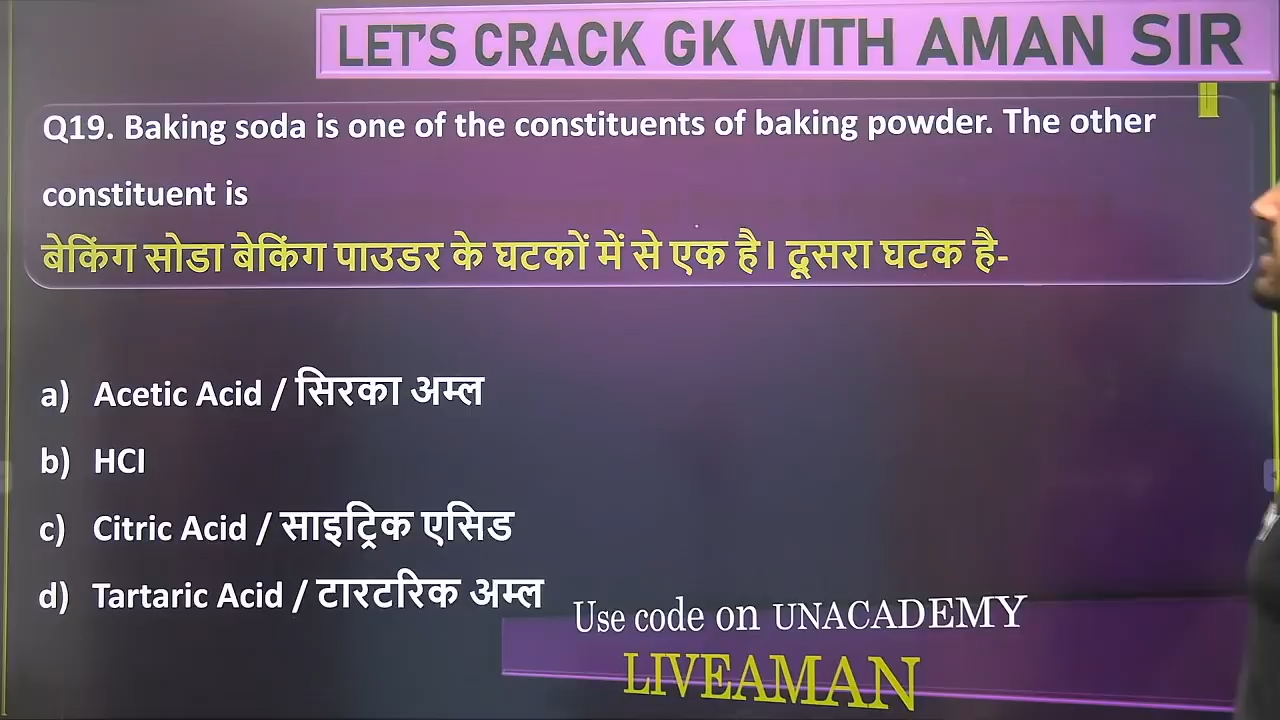 LET'S CRACK GK WITH AMAN SIR
Q19. Baking soda is one of the constituents of baking powder. The other
constituent is
बेकिंग सोडा बेकिंग पाउडर के घटकों में से एक है। दूसरा घटक है-
a) Acetic Acid / सिरका अम्ल
b) HCl
c) Citric Acid / साइट्रिक एसिड
d) Tartaric Acid / टारटरिक अम्ल
Use code on UNACADEMY
LIVEAMAN